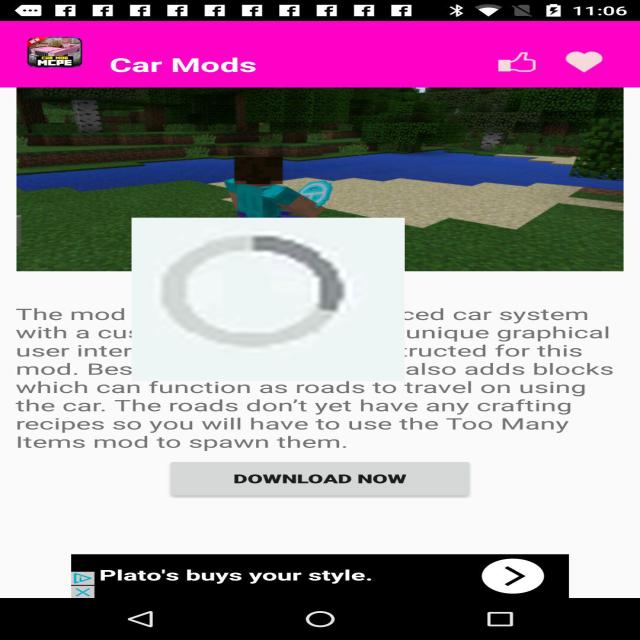 11:06
CAR MOD
MCPE
Car Mods
The mod ced car system
with a cus unique graphical
user inter tructed for this
mod. Bes also adds blocks
which can function as roads to travel on using
the car. The roads don’t yet have any crafting
recipes so you will have to use the Too Many
Items mod to spawn them.
DOWNLOAD NOW
Plato's buys your style.